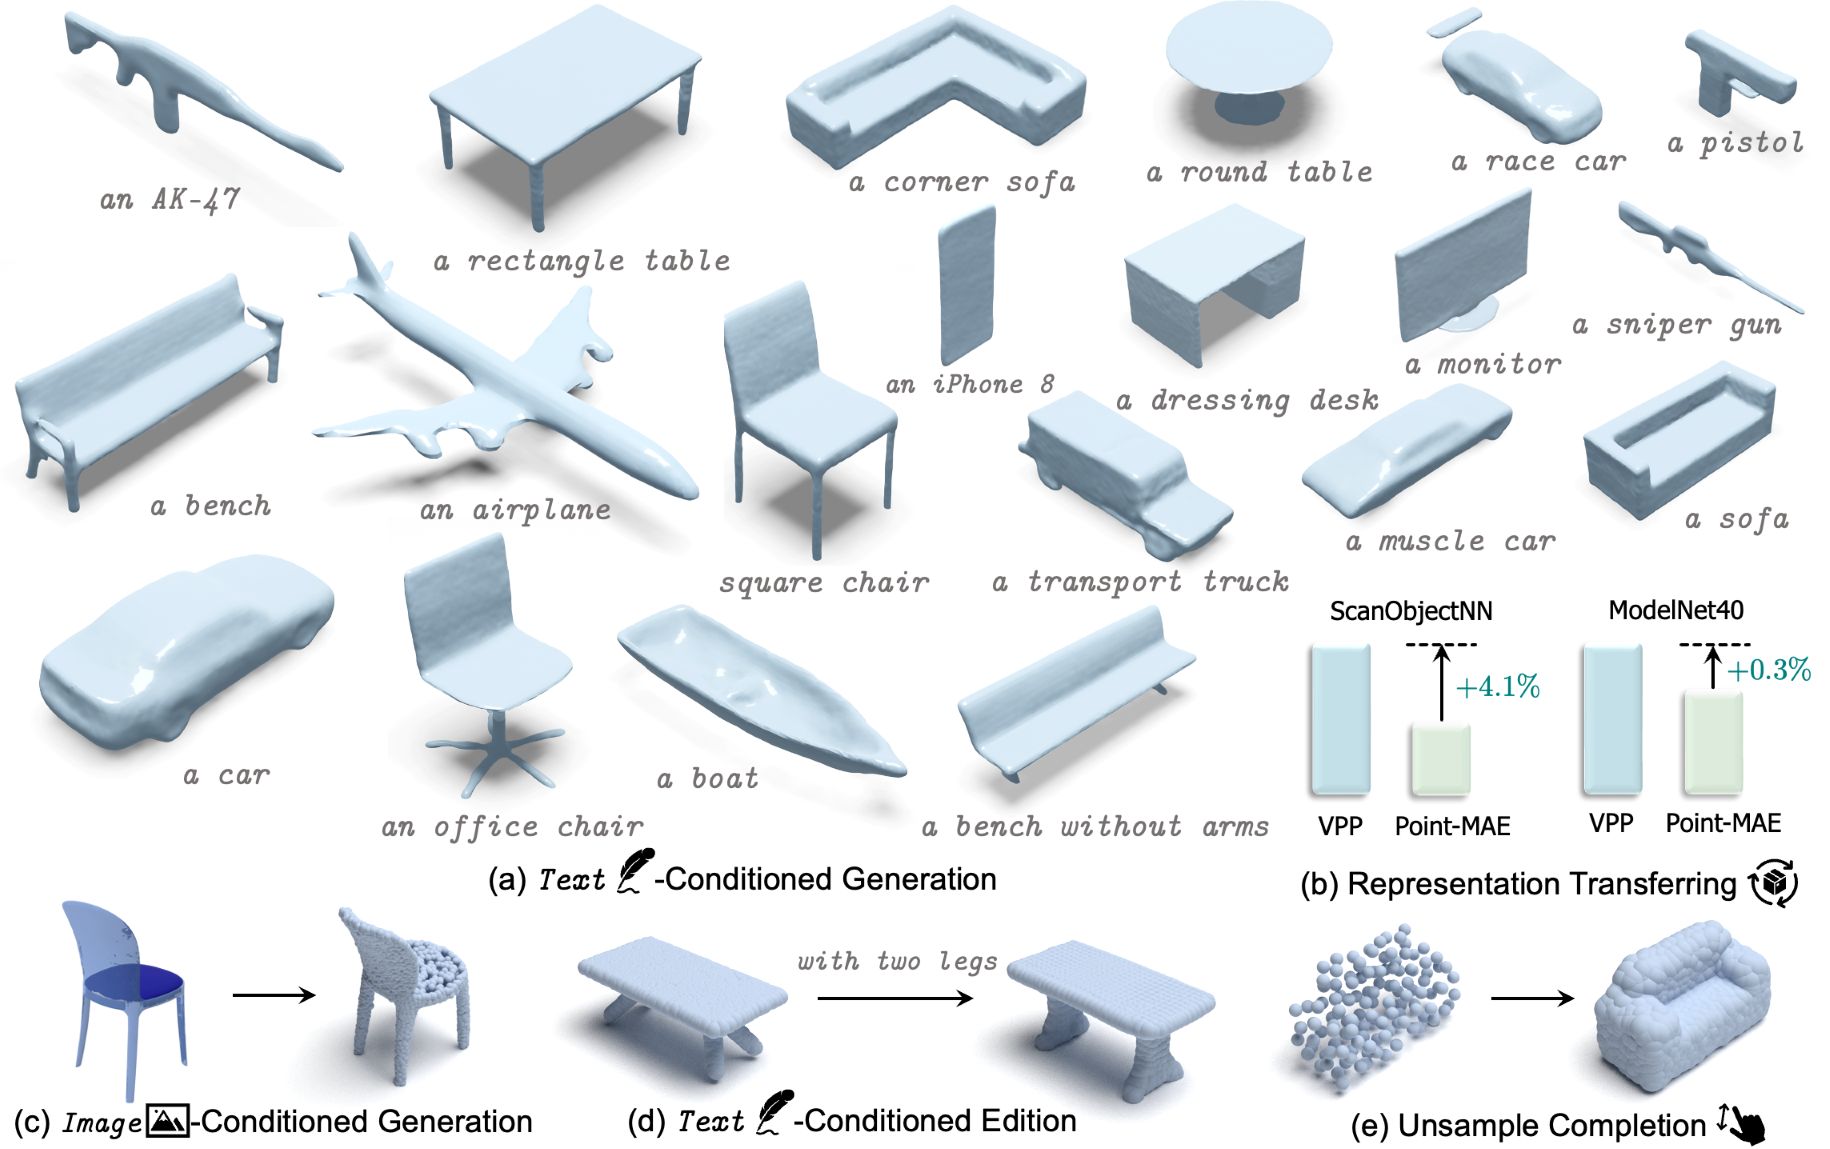 an AK-47
a rectangle table
a corner sofa
a round table
a race car
a pistol
a bench
an airplane
square chair
an iPhone 8
a dressing desk
a monitor
a sniper gun
a transport truck
a muscle car
a sofa
a car
an office chair
a boat
a bench without arms
(a) Text -Conditioned Generation
ScanObjectNN
+4.1%
VPP
Point-MAE
ModelNet40
+0.3%
VPP
Point-MAE
(b) Representation Transferring
(c) Image -Conditioned Generation
with two legs
(d) Text -Conditioned Edition
(e) Unsample Completion